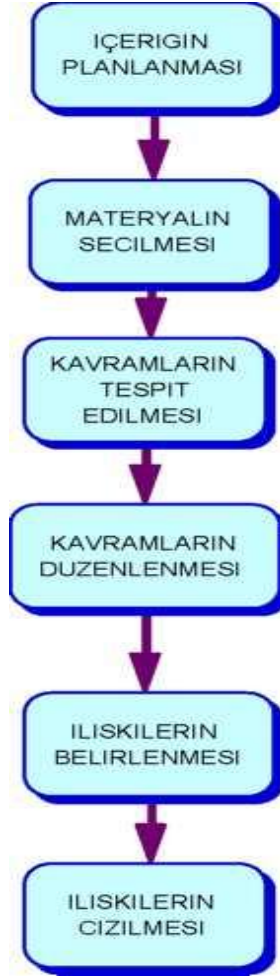 IÇERIGIN
PLANLANMASI
MATERYALIN
SECILMESI
KAVRAMLARIN
TESPIT
EDILMESI
KAVRAMLARIN
DUZENLENMESI
ILISKILERIN
BELIRLENMESI
ILISKILERIN
CIZILMESI